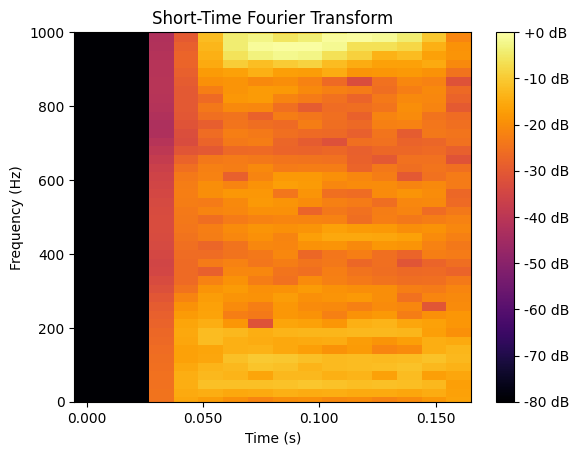 Short-Time Fourier Transform
1000
800
600
400
200
0
Frequency (Hz)
0.000
0.050
0.100
0.150
Time (s)
+0 dB
-10 dB
-20 dB
-30 dB
-40 dB
-50 dB
-60 dB
-70 dB
-80 dB